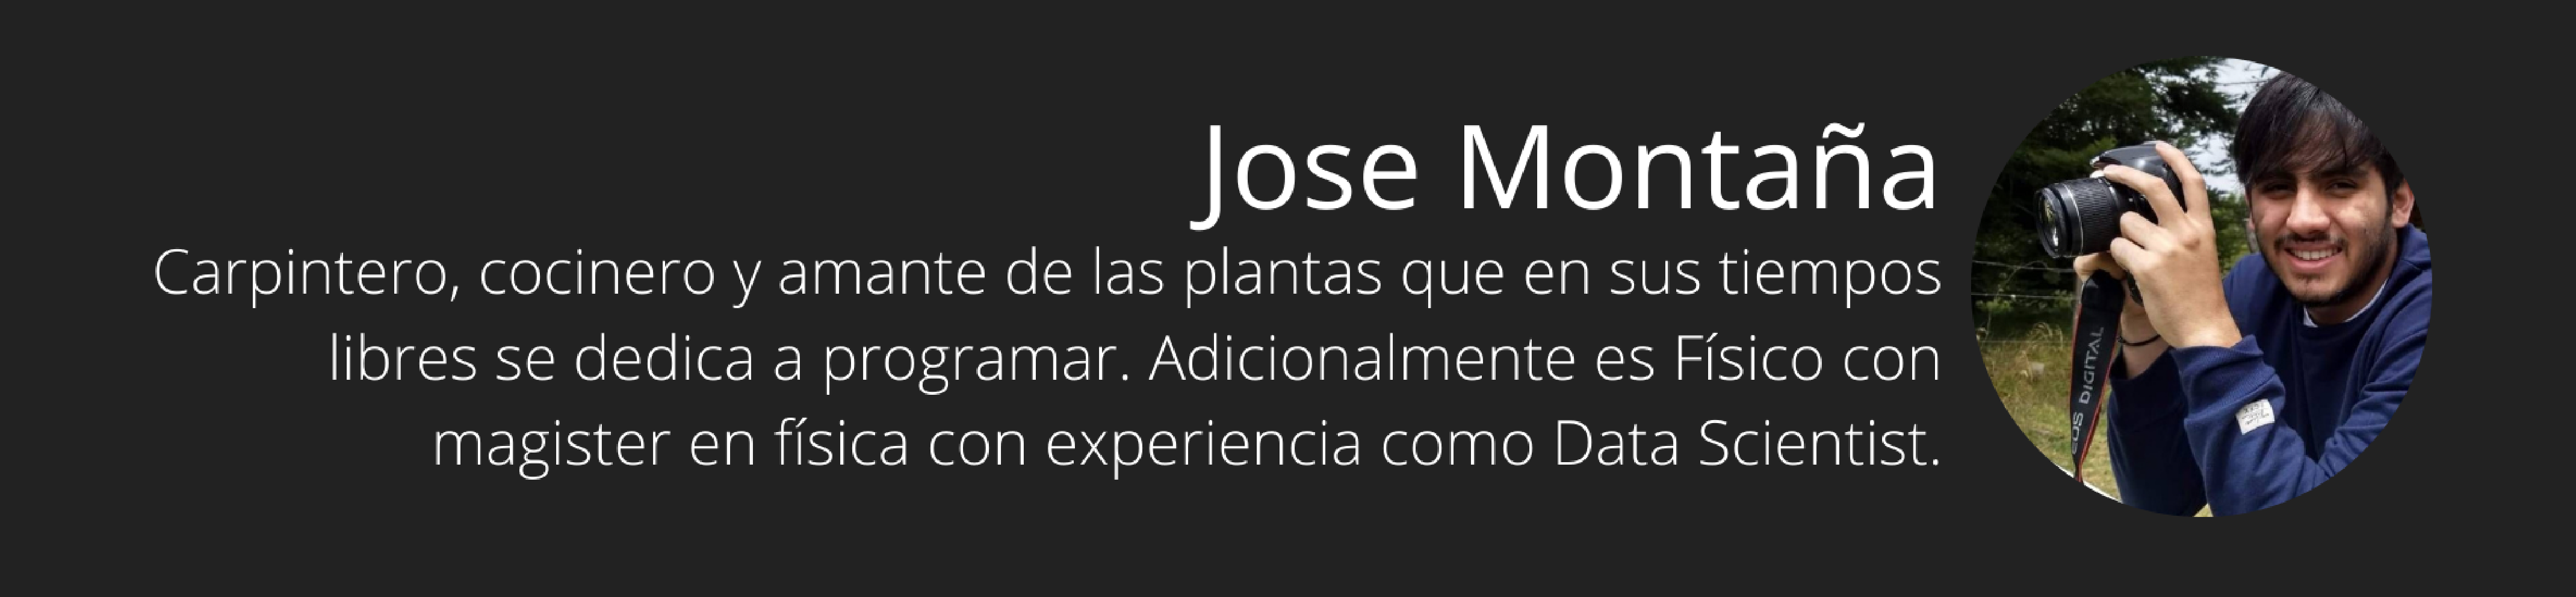 Jose Montaña
Carpintero, cocinero y amante de las plantas que en sus tiempos
libres se dedica a programar. Adicionalmente es Físico con
magister en física con experiencia como Data Scientist.
EOS DIGITAL